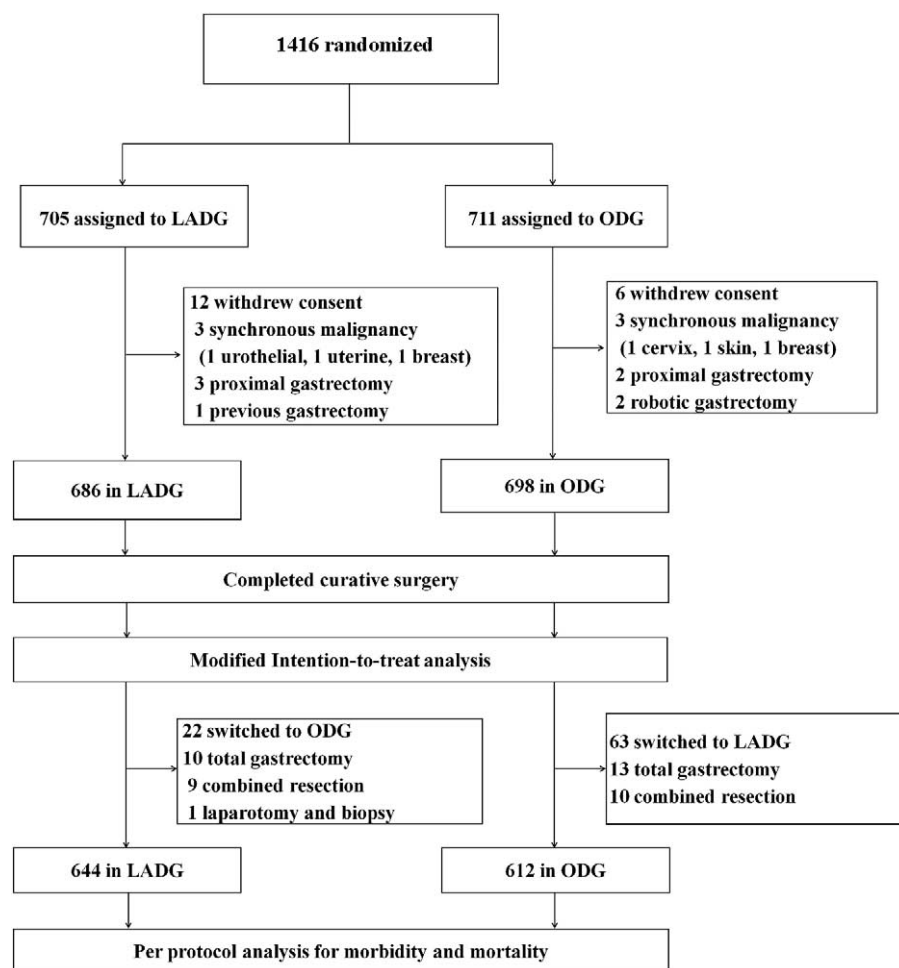 1416 randomized
705 assigned to LADG
711 assigned to ODG
12 withdrew consent
3 synchronous malignancy
(1 urothelial, 1 uterine, 1 breast)
3 proximal gastrectomy
1 previous gastrectomy
6 withdrew consent
3 synchronous malignancy
(1 cervix, 1 skin, 1 breast)
2 proximal gastrectomy
2 robotic gastrectomy
686 in LADG
698 in ODG
Completed curative surgery
Modified Intention-to-treat analysis
22 switched to ODG
10 total gastrectomy
9 combined resection
1 laparotomy and biopsy
63 switched to LADG
13 total gastrectomy
10 combined resection
644 in LADG
612 in ODG
Per protocol analysis for morbidity and mortality